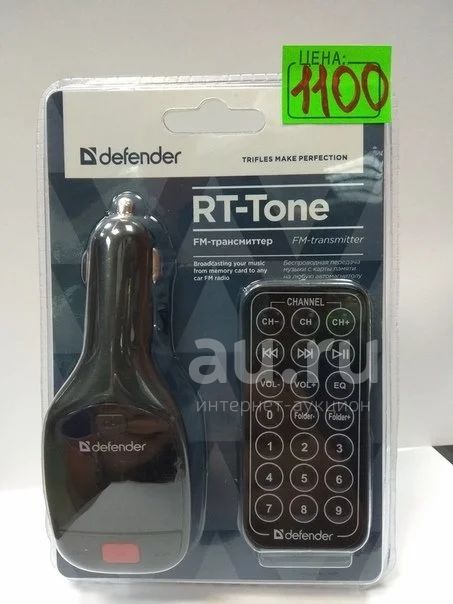 ЦЕНА:
1100
defender
TRIFLES MAKE PERFECTION
RT-Tone
FM-трансмиттер FM-transmitter
Broadcasting your music
from memory card to any
car FM radio
Беспроводная передача
музыки с карты памяти
на любую автомагнитолу
CHANNEL
CH- CH CH+
VOL- VOL+ EQ
0 Folder- Folder+
1 2 3
4 5 6
7 8 9
defender
defender
au.ru
интернет-аукцион